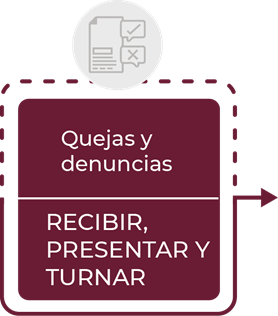 Quejas y
denuncias
RECIBIR,
PRESENTAR Y
TURNAR